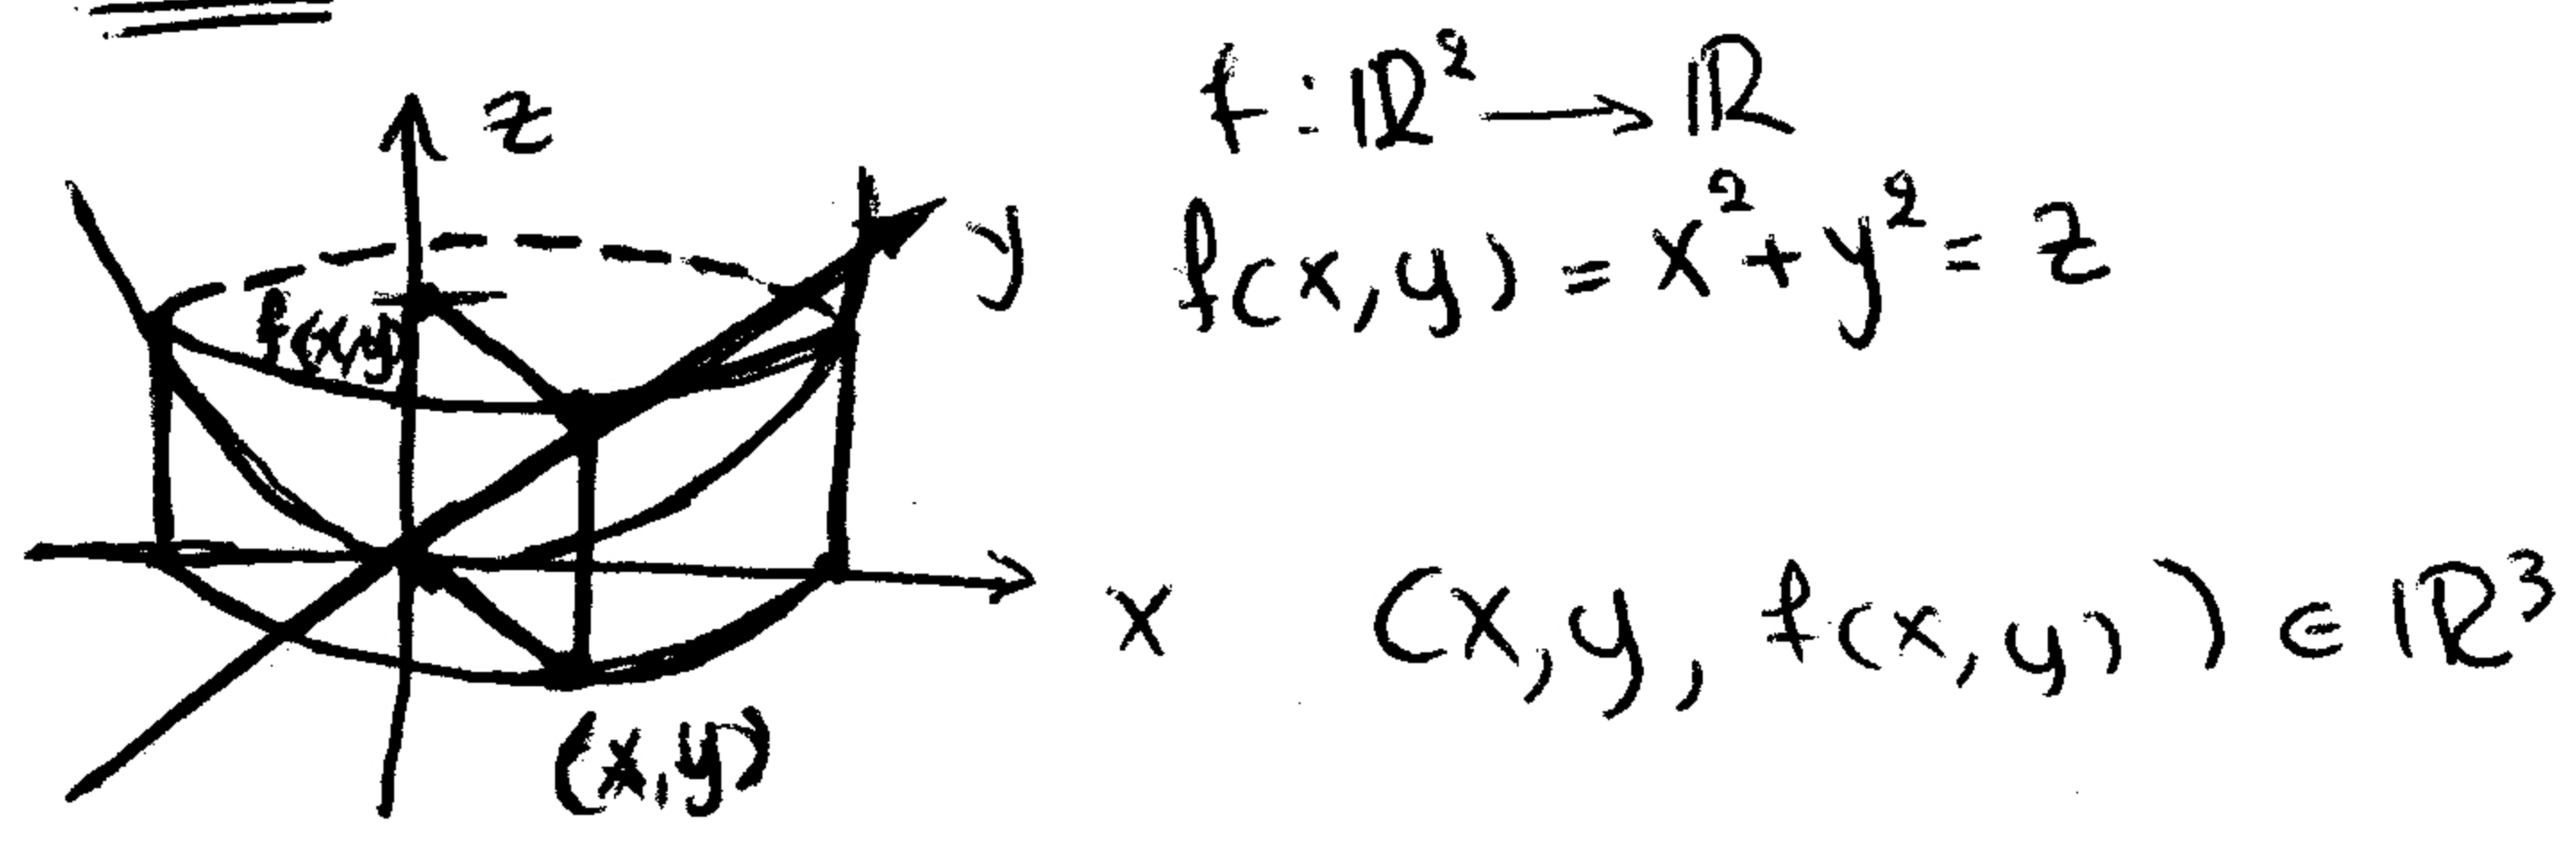 f : ℝ² → ℝ
z
y
f(x,y) = x² + y² = z
f(x,y)
x
(x, y, f(x,y)) ∈ ℝ³
(x,y)